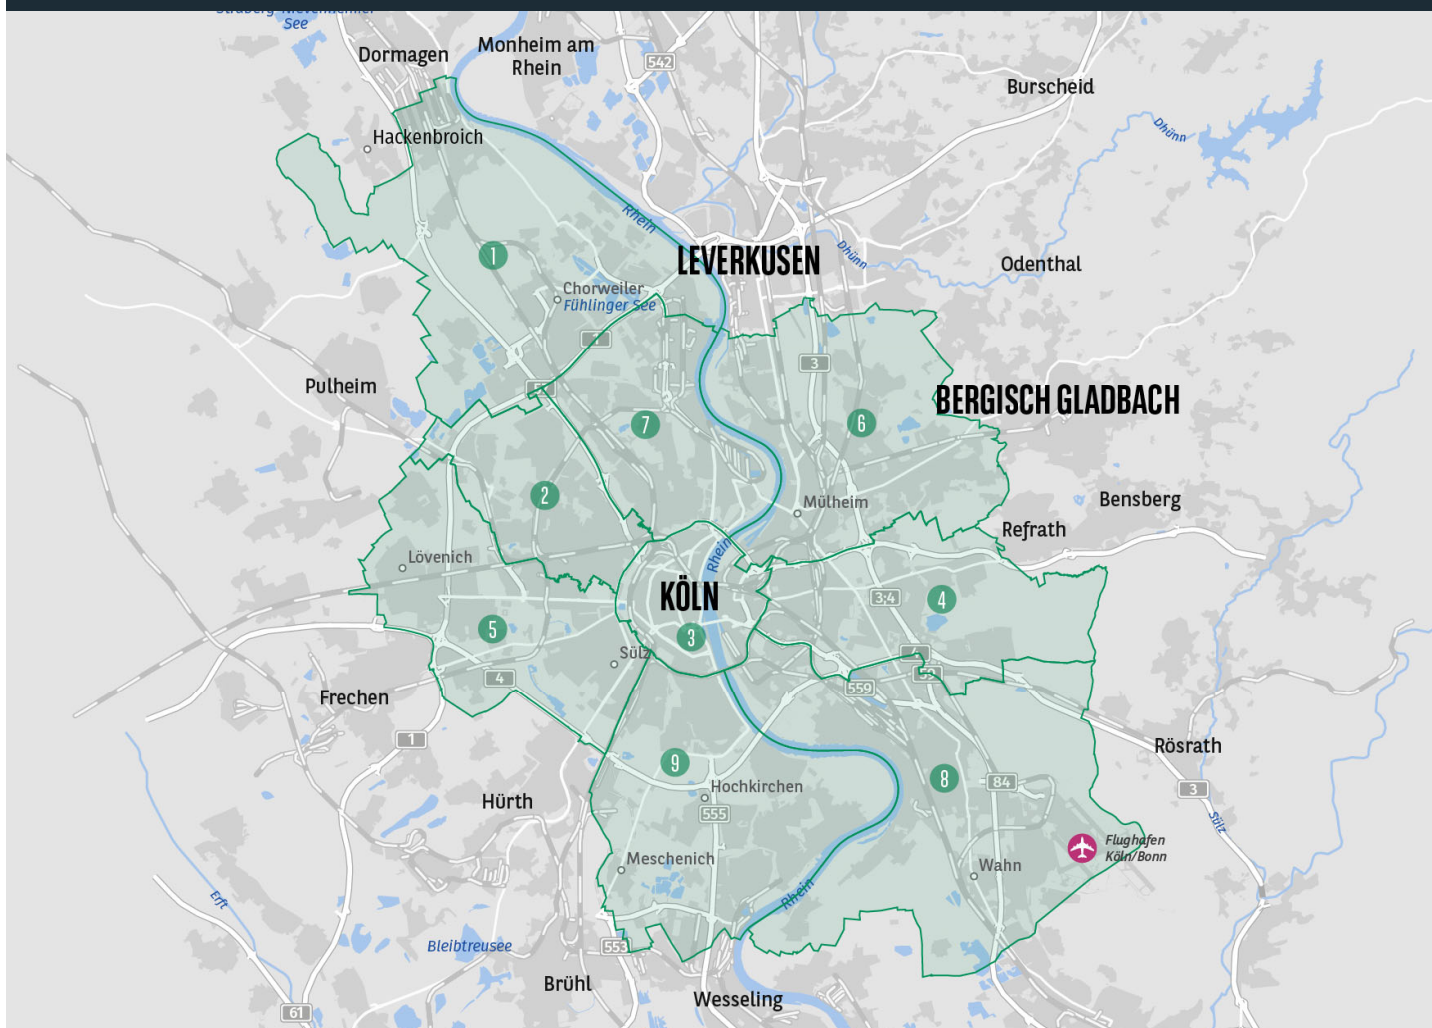 Straberg-Nievenheimer
See
Dormagen
Monheim am
Rhein
542
Burscheid
Hackenbroich
Dhünn
Rhein
LEVERKUSEN
Dhünn
Odenthal
1
Chorweiler
Fühlinger See
3
Pulheim
BERGISCH GLADBACH
7
6
2
Mülheim
Bensberg
Refrath
Rhein
Lövenich
KÖLN
3:4
4
5
3
Sülz
4
559
59
Frechen
1
Rösrath
9
8
Hochkirchen
84
3
Hürth
555
Sülz
Flughafen
Köln/Bonn
Meschenich
Wahn
Rhein
Erft
Bleibtreusee
553
Brühl
Wesseling
61